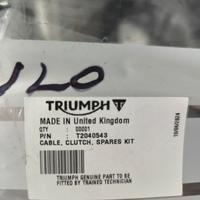 TRIUMPH
MADE IN United Kingdom
QTY : 00001
P/N : T2040543
CABLE, CLUTCH, SPARES KIT
TRIUMPH GENUINE PART TO BE
FITTED BY TRAINED TECHNICIAN